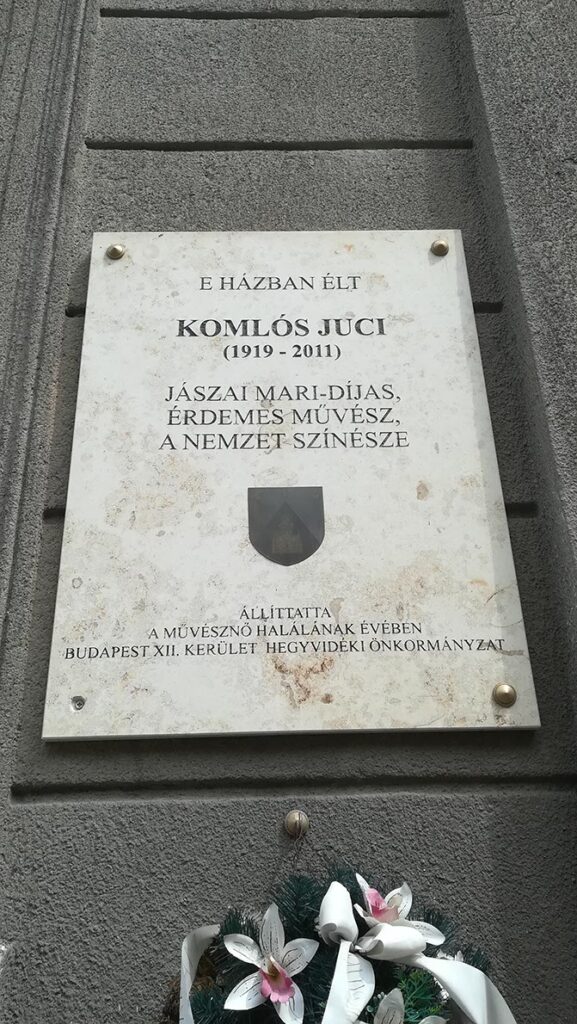 E HÁZBAN ÉLT
KOMLÓS JUCI
(1919 - 2011)
JÁSZAI MARI-DÍJAS,
ÉRDEMES MŰVÉSZ,
A NEMZET SZÍNÉSZE
ÁLLÍTTATTA
A MŰVÉSZNŐ HALÁLÁNAK ÉVÉBEN
BUDAPEST XII. KERÜLET HEGYVIDÉKI ÖNKORMÁNYZAT